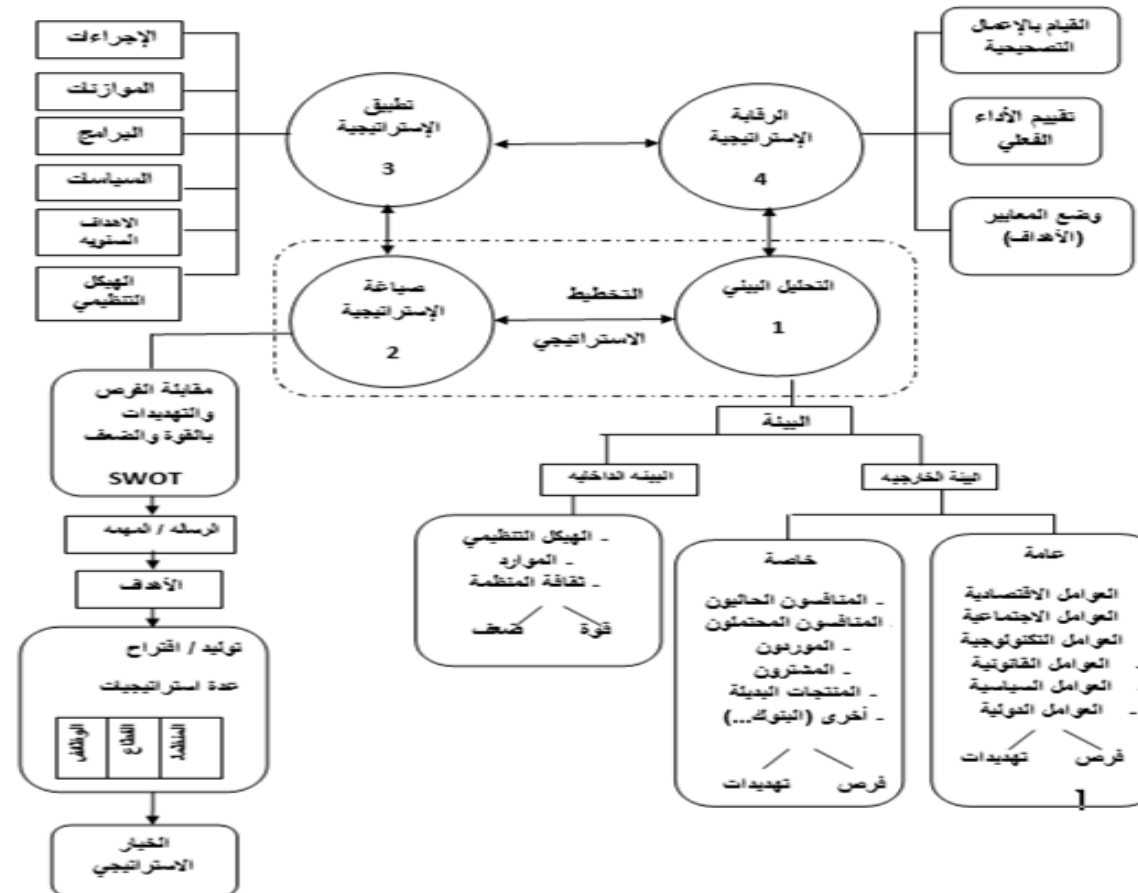 الإجراءات
الموازنات
البرامج
السياسات
الاهداف
السنويه
الهيكل
التنظيمي
تطبيق
الإستراتيجية
3
الرقابة
الإستراتيجية
4
القيام بالإعمال
التصحيحية
تقييم الأداء
الفعلي
وضع المعايير
(الأهداف)
التحليل البيئي
1
التخطيط
الاستراتيجي
صياغة
الإستراتيجية
2
مقابلة الفرص
والتهديدات
بالقوة والضعف
SWOT
الرساله / المهمه
الأهدف
توليد / اقتراح
عدة استراتيجيات
المنظمة
القطاع
الوظائف
الخيار
الاستراتيجي
البيئة
البيئه الداخليه
البيئة الخارجيه
- الهيكل التنظيمي
- الموارد
- ثقافة المنظمة
قوة
ضعف
خاصة
- المنافسون الحاليون
المنافسون المحتملون
- الموردون
- المشترون
- المنتجات البديلة
- أخرى (البنوك...)
فرص
تهديدات
عامة
العوامل الاقتصادية
العوامل الاجتماعية
العوامل التكنولوجية
العوامل القانونية
العوامل السياسية
- العوامل الدولية
فرص
تهديدات